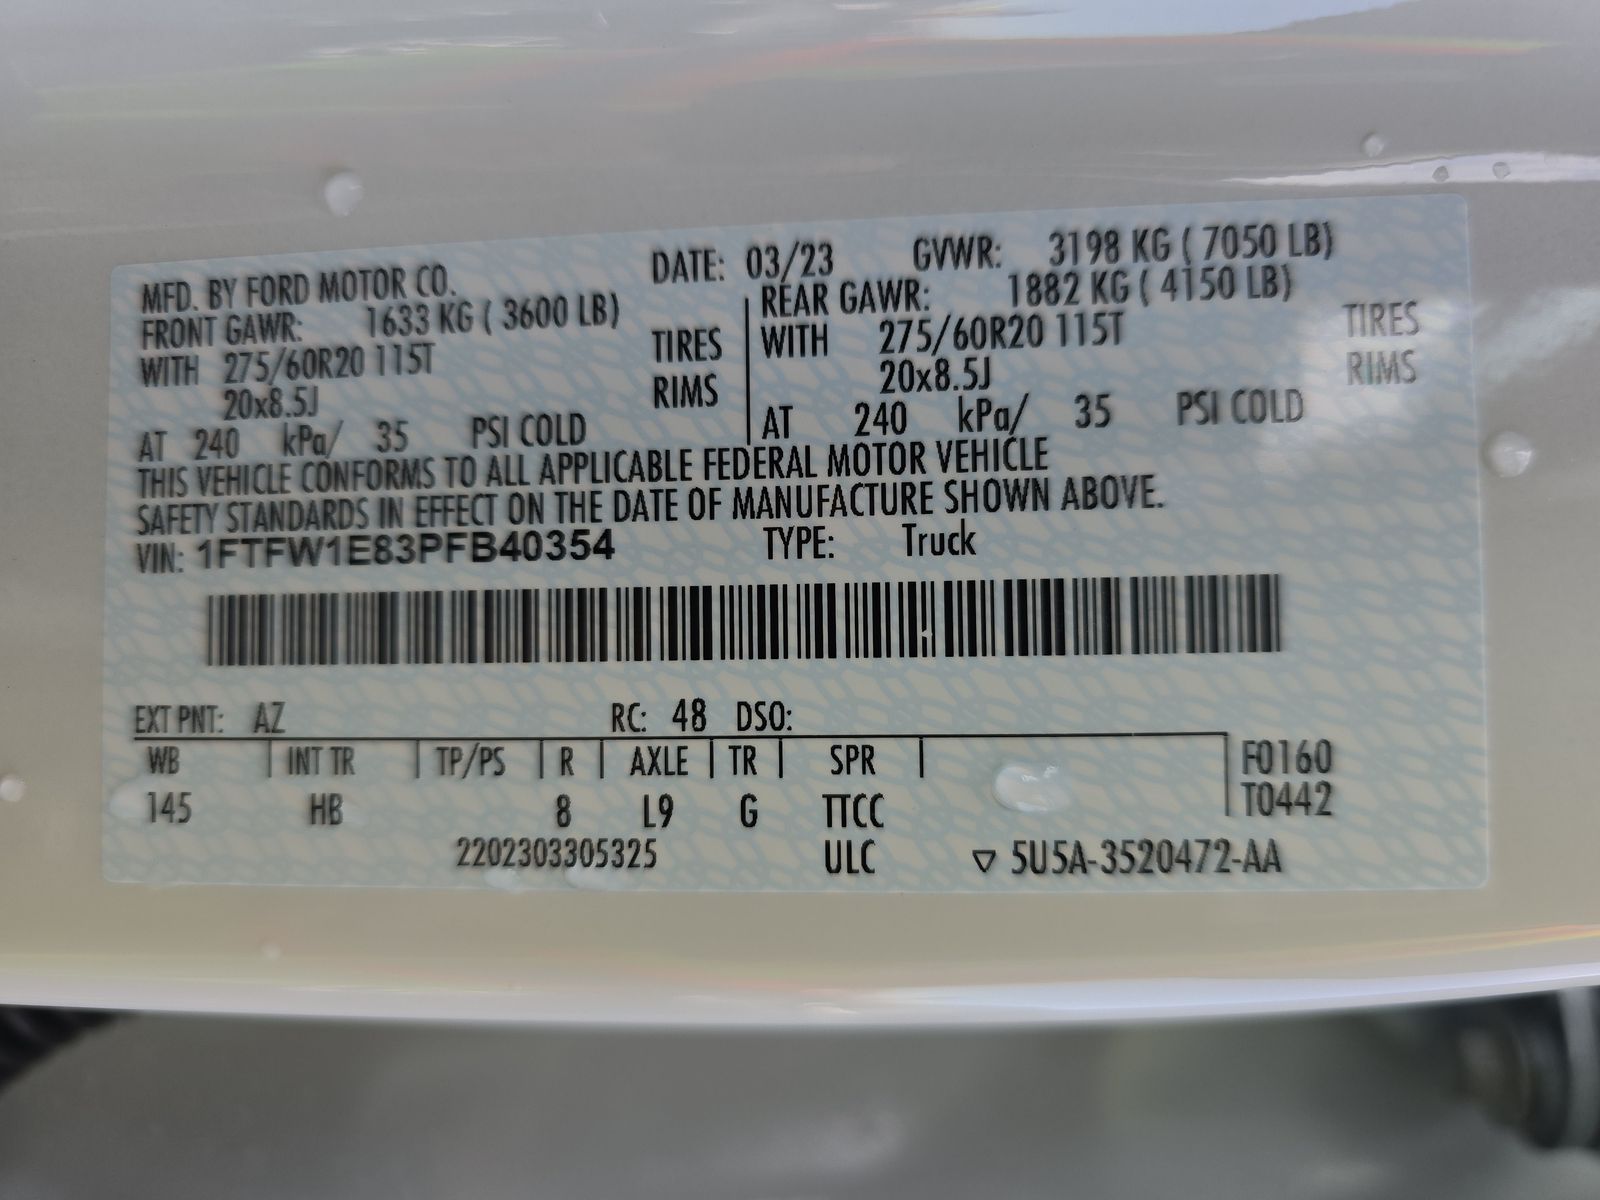 MFD. BY FORD MOTOR CO. DATE: 03/23 GVWR: 3198 KG ( 7050 LB)
FRONT GAWR: 1633 KG ( 3600 LB) REAR GAWR: 1882 KG ( 4150 LB)
WITH 275/60R20 115T TIRES WITH 275/60R20 115T TIRES
20x8.5J RIMS 20x8.5J RIMS
AT 240 kPa/ 35 PSI COLD AT 240 kPa/ 35 PSI COLD
THIS VEHICLE CONFORMS TO ALL APPLICABLE FEDERAL MOTOR VEHICLE
SAFETY STANDARDS IN EFFECT ON THE DATE OF MANUFACTURE SHOWN ABOVE.
VIN: 1FTFW1E83PFB40354 TYPE: Truck
EXT PNT: AZ RC: 48 DSO:
WB | INT TR | TP/PS | R | AXLE | TR | SPR | F0160
145 HB 8 L9 G TTCC T0442
2202303305325 ULC ▽ 5U5A-3520472-AA